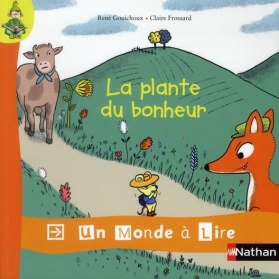 René Gouichoux • Claire Frossard
La plante
du bonheur
Un Monde à Lire
Nathan